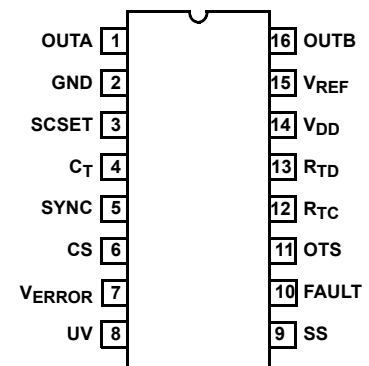 OUTA 1 16 OUTB
GND 2 15 VREF
SCSET 3 14 VDD
CT 4 13 RTD
SYNC 5 12 RTC
CS 6 11 OTS
VERROR 7 10 FAULT
UV 8 9 SS